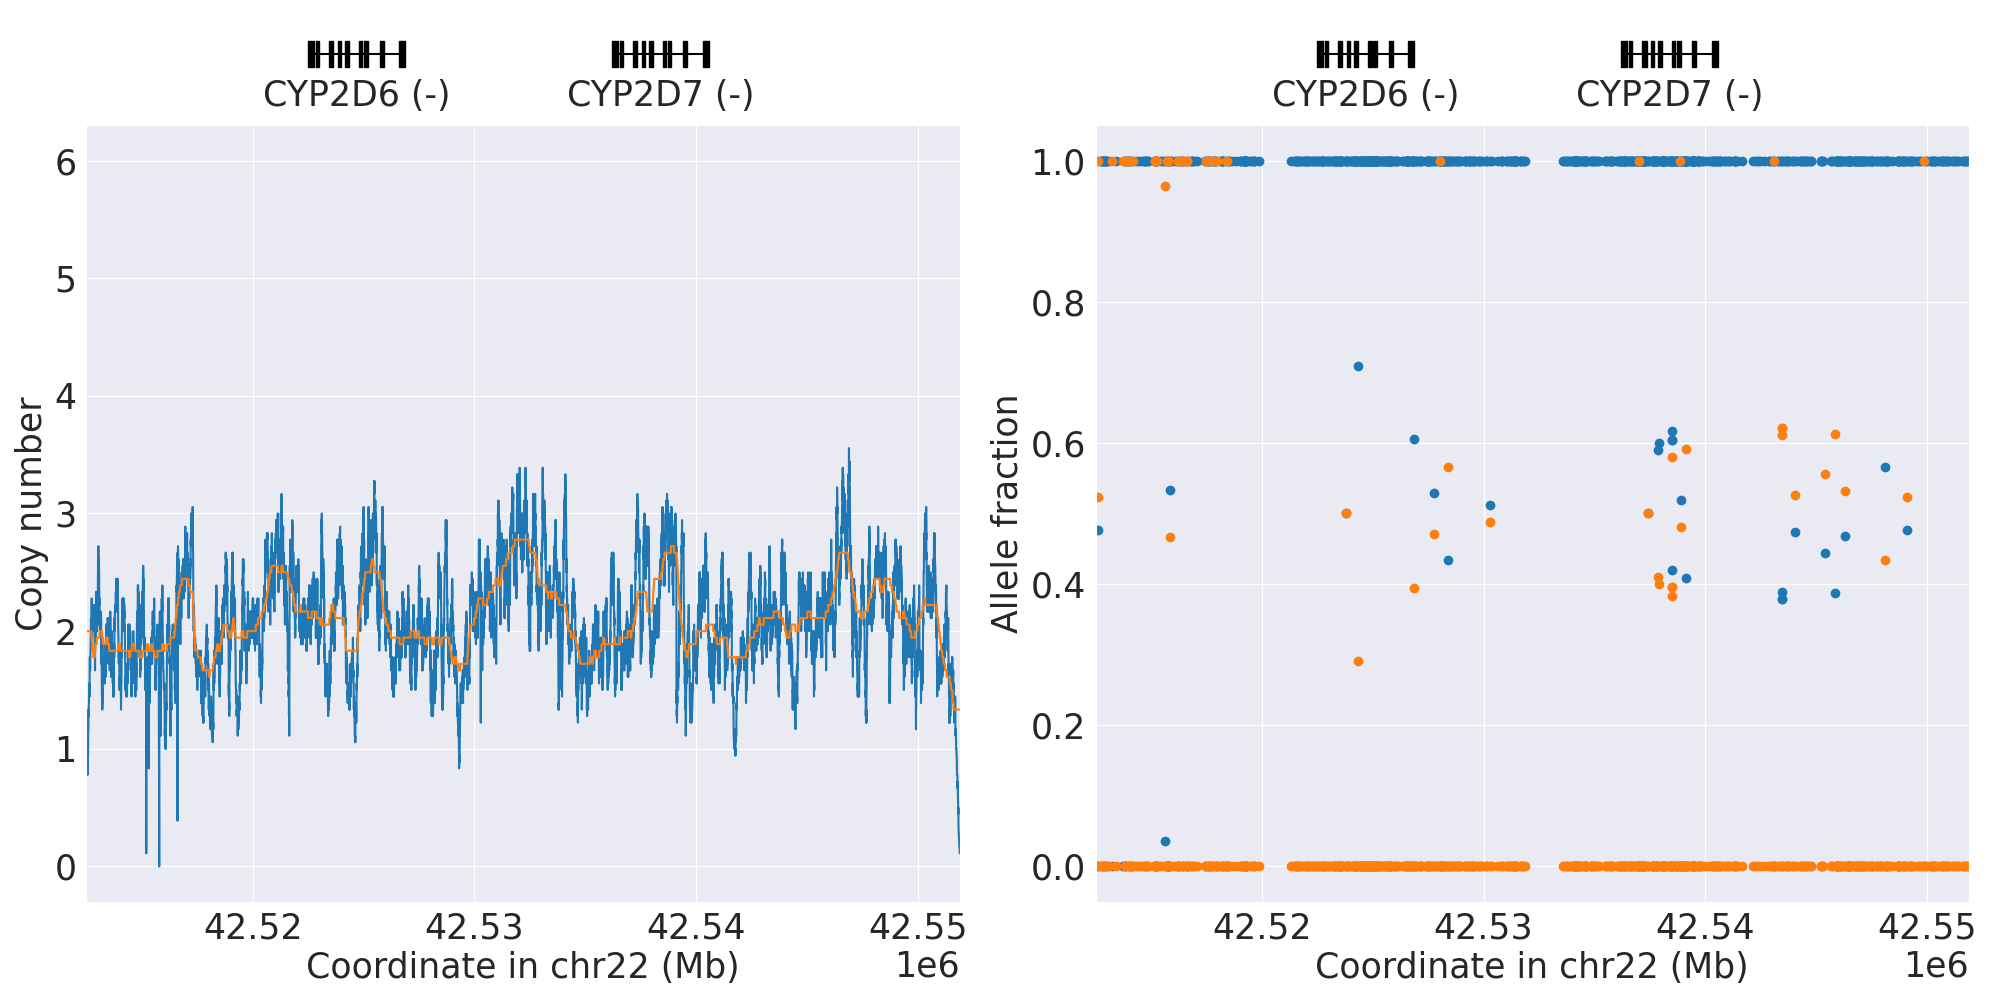 CYP2D6 (-) CYP2D7 (-)
Copy number
6
5
4
3
2
1
0
42.52 42.53 42.54 42.55
1e6
Coordinate in chr22 (Mb)
CYP2D6 (-) CYP2D7 (-)
Allele fraction
1.0
0.8
0.6
0.4
0.2
0.0
42.52 42.53 42.54 42.55
1e6
Coordinate in chr22 (Mb)